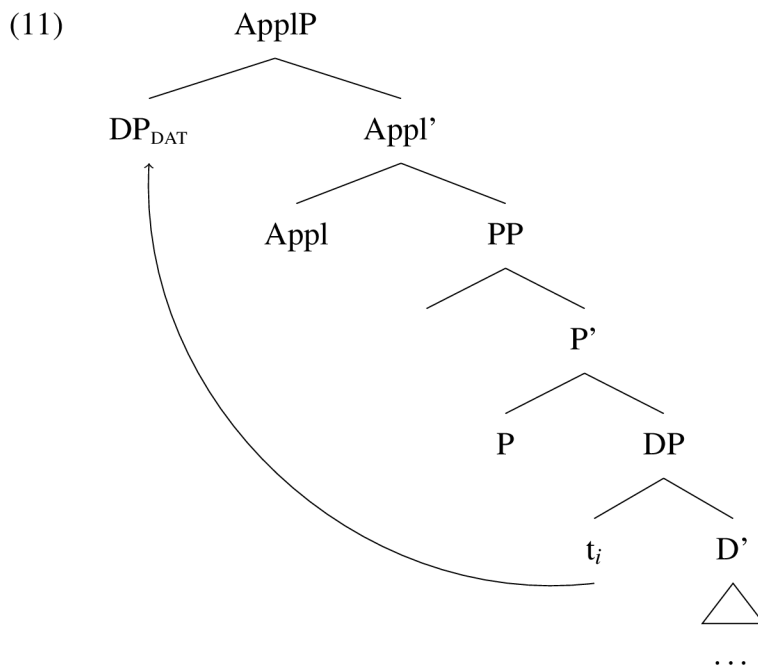 (11) ApplP
DP_DAT Appl’
Appl PP
P’
P DP
t_i D’
...